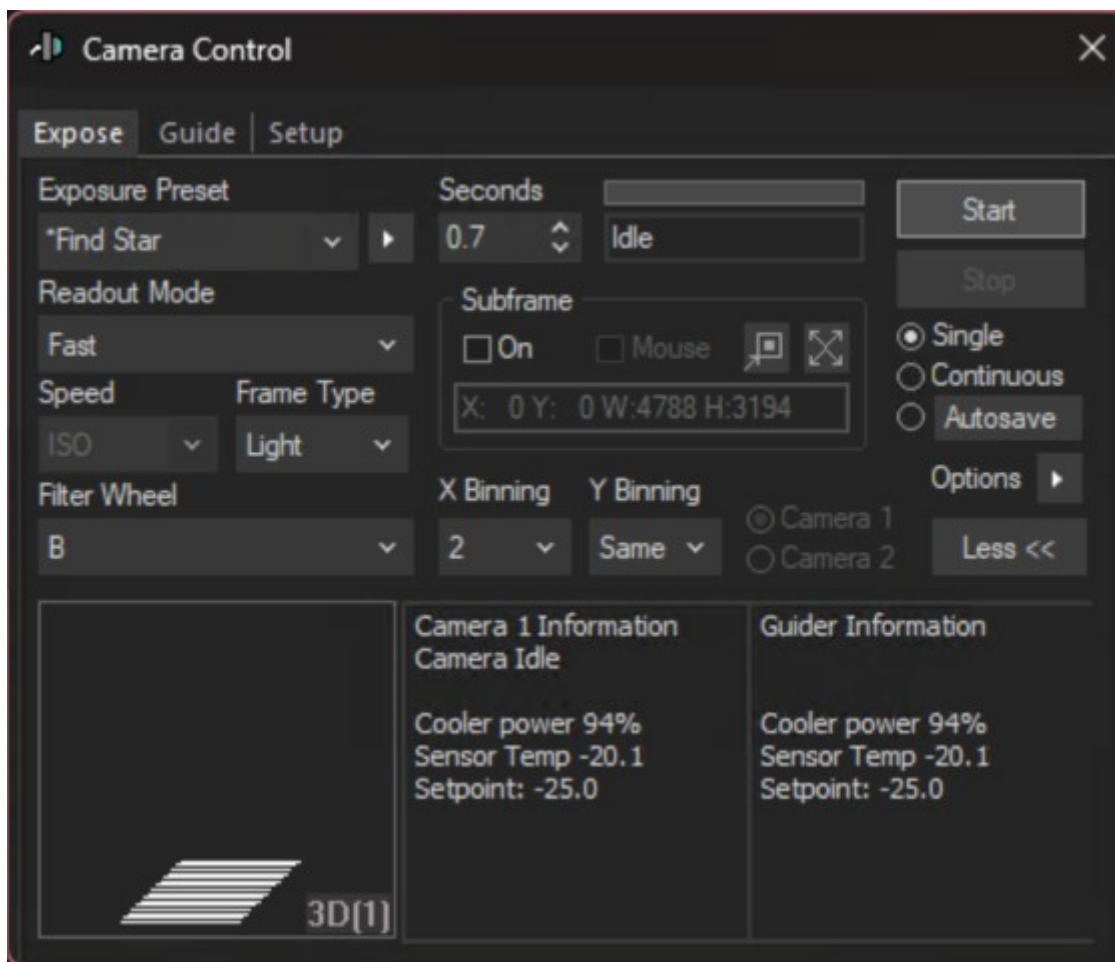 Camera Control
Expose Guide Setup
Exposure Preset
*Find Star
Seconds
0.7
Idle
Start
Stop
Readout Mode
Fast
Subframe
On Mouse
X: 0 Y: 0 W:4788 H:3194
Single
Continuous
Autosave
Speed Frame Type
ISO Light
Options
Filter Wheel
B
X Binning Y Binning
2 Same
Camera 1
Camera 2
Less <<
3D(1)
Camera 1 Information
Camera Idle
Cooler power 94%
Sensor Temp -20.1
Setpoint: -25.0
Guider Information
Cooler power 94%
Sensor Temp -20.1
Setpoint: -25.0